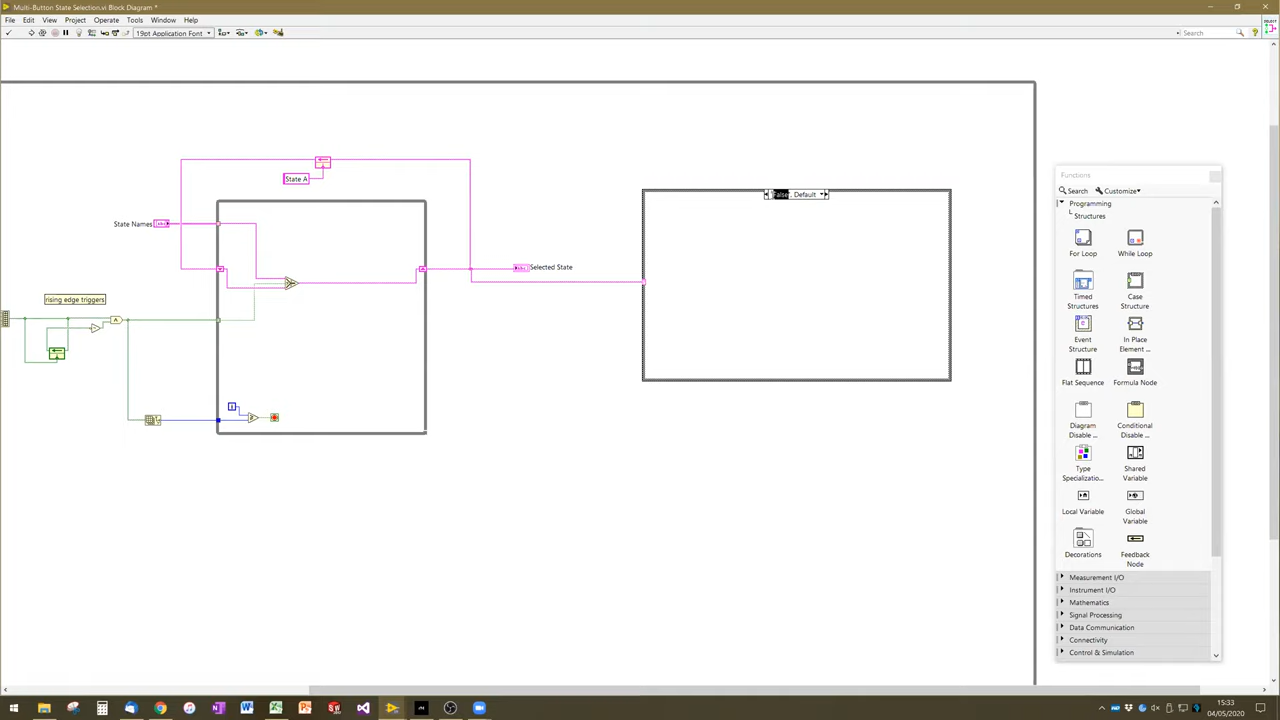 Multi-Button State Selection.vi Block Diagram *
File Edit View Project Operate Tools Window Help
19pt Application Font
Search
SELECT
State A
State Names
Selected State
rising edge triggers
False, Default
Functions
Search Customize
Programming
Structures
For Loop While Loop
Timed Structures
Case Structure
Event Structure
In Place Element ...
Flat Sequence Formula Node
Diagram Disable ...
Conditional Disable ...
Type Specializatio...
Shared Variable
Local Variable
Global Variable
Decorations
Feedback Node
Measurement I/O
Instrument I/O
Mathematics
Signal Processing
Data Communication
Connectivity
Control & Simulation
15:33
04/05/2020